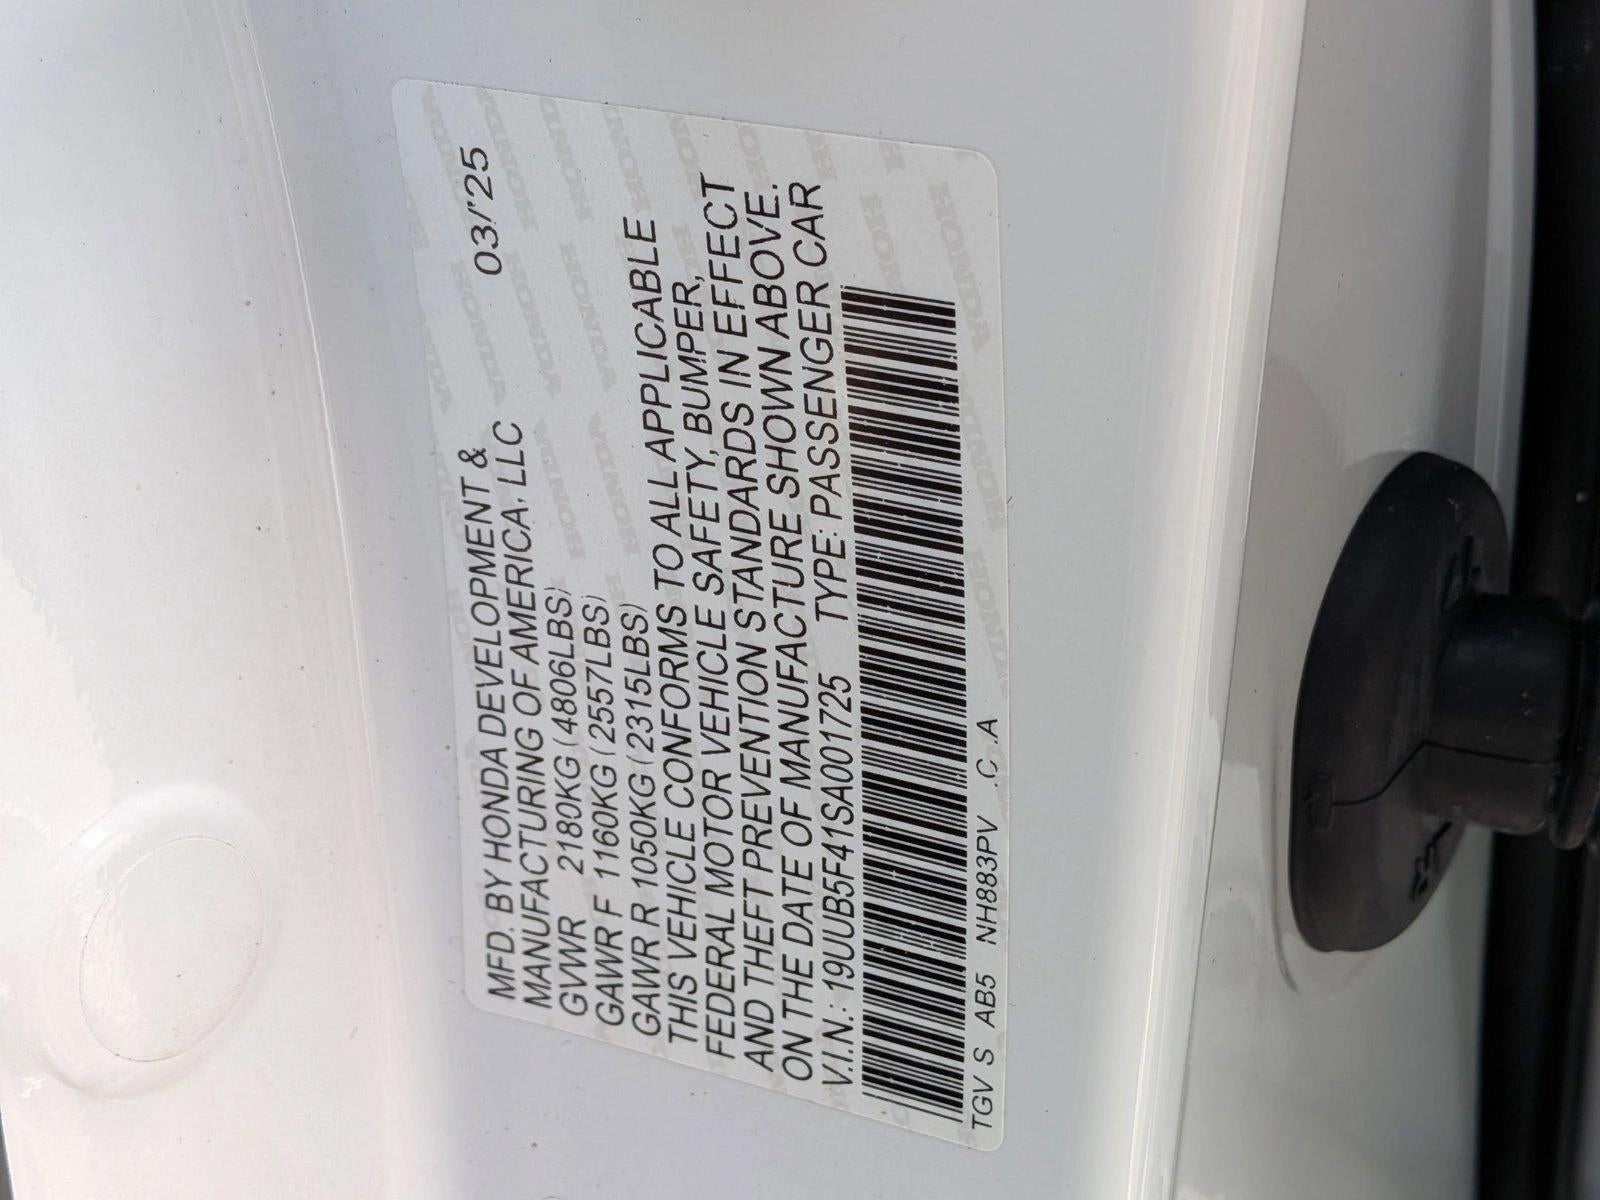 MFD. BY HONDA DEVELOPMENT & 03/'25
MANUFACTURING OF AMERICA, LLC
GVWR 2180KG (4806LBS)
GAWR F 1160KG (2557LBS)
GAWR R 1050KG (2315LBS)
THIS VEHICLE CONFORMS TO ALL APPLICABLE
FEDERAL MOTOR VEHICLE SAFETY, BUMPER,
AND THEFT PREVENTION STANDARDS IN EFFECT
ON THE DATE OF MANUFACTURE SHOWN ABOVE.
V.I.N.: 19UUB5F41SA001725 TYPE: PASSENGER CAR
TGV S AB5 NH883PV .C .A